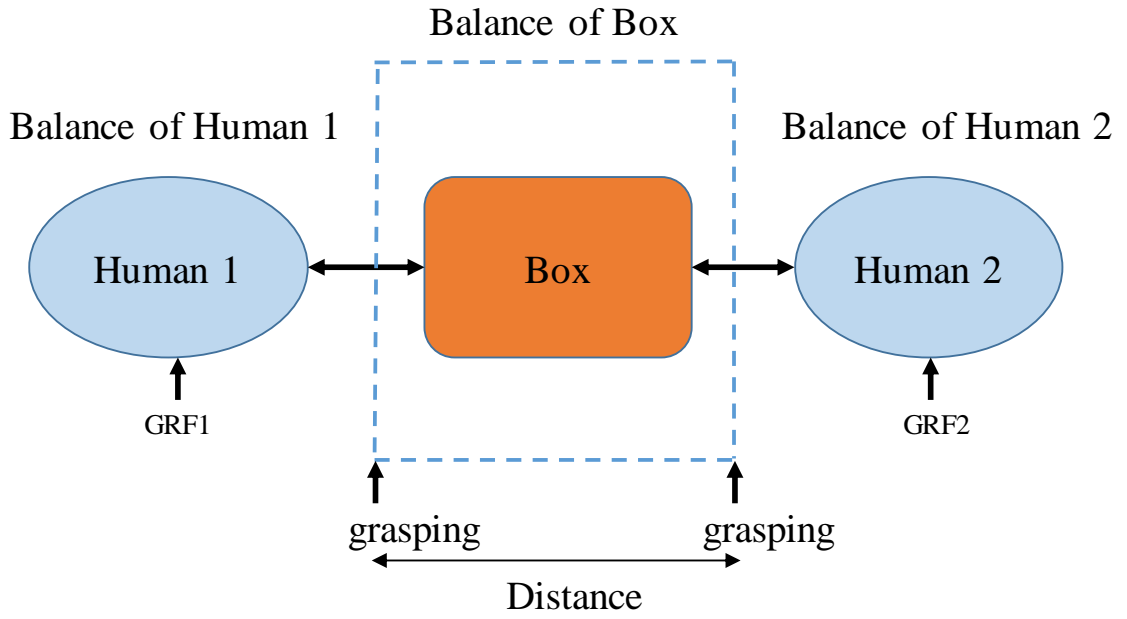 Balance of Box
Balance of Human 1
Balance of Human 2
Human 1
Box
Human 2
GRF1
GRF2
grasping
grasping
Distance